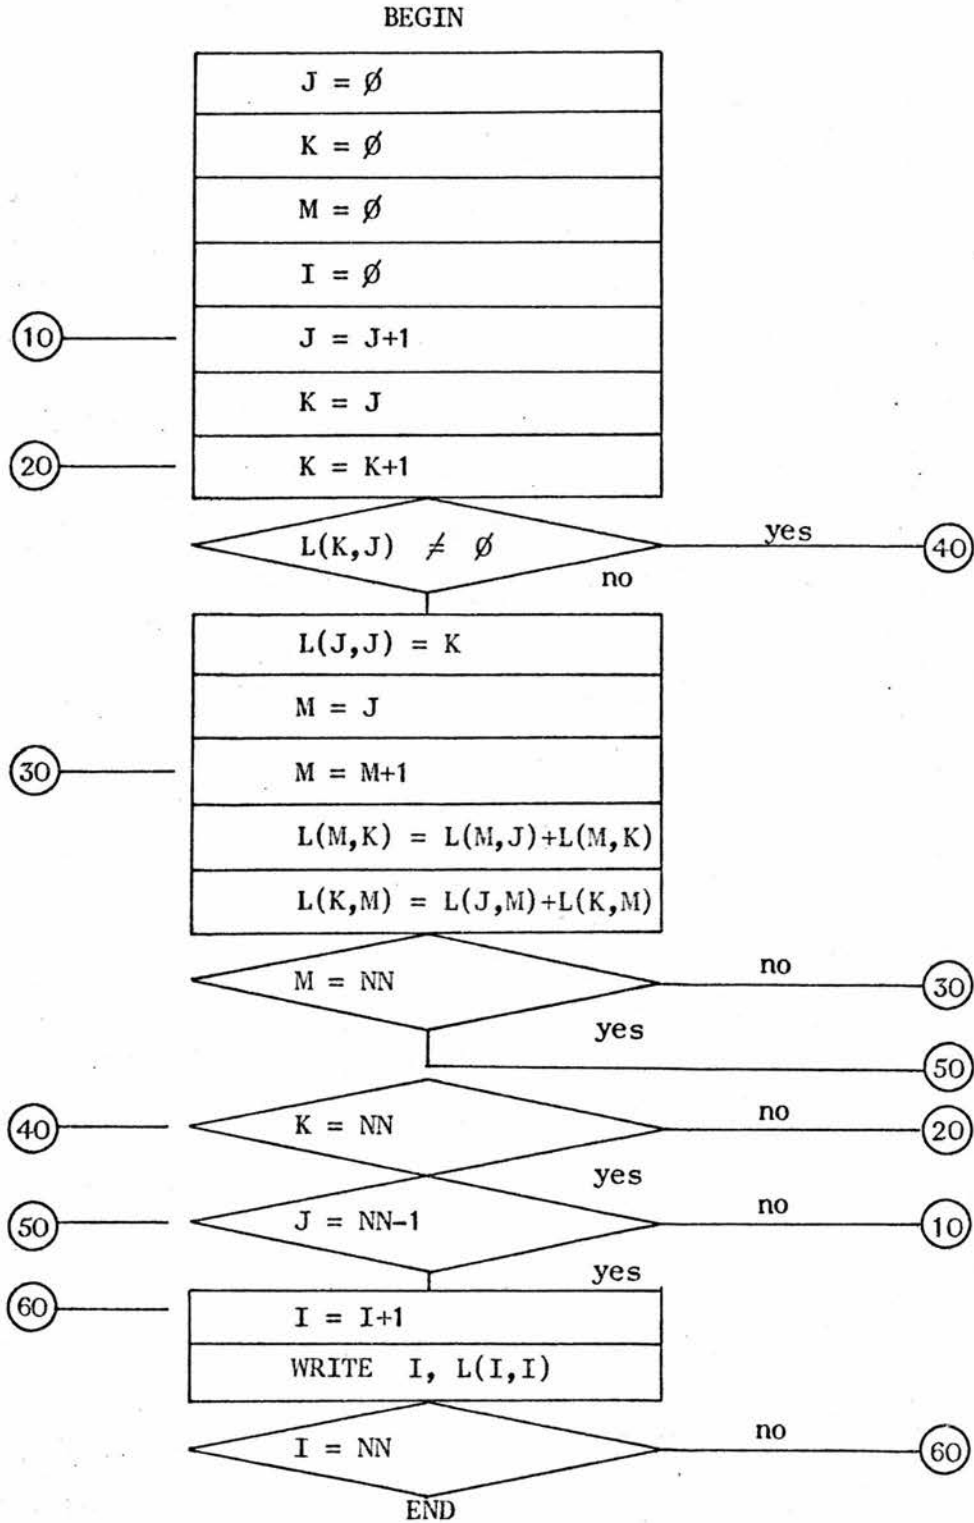 BEGIN
J = Ø
K = Ø
M = Ø
I = Ø
10 J = J+1
K = J
20 K = K+1
L(K,J) ≠ Ø yes 40
no
L(J,J) = K
M = J
30 M = M+1
L(M,K) = L(M,J)+L(M,K)
L(K,M) = L(J,M)+L(K,M)
M = NN no 30
yes 50
40 K = NN no 20
yes
50 J = NN-1 no 10
yes
60 I = I+1
WRITE I, L(I,I)
I = NN no 60
END